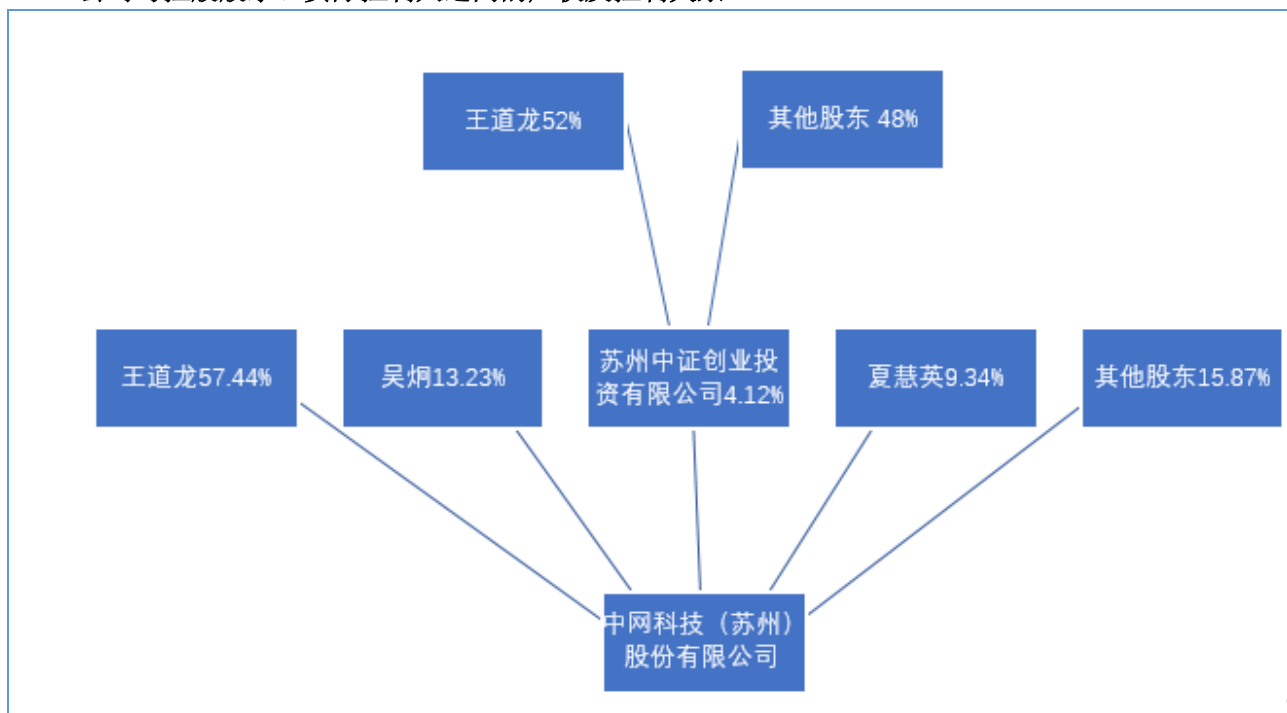 王道龙52%
其他股东 48%
王道龙57.44%
吴炯13.23%
苏州中证创业投
资有限公司4.12%
夏慧英9.34%
其他股东15.87%
中网科技（苏州）
股份有限公司